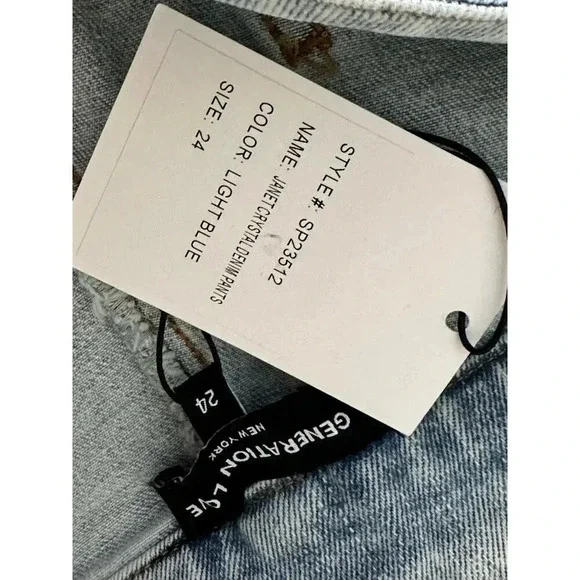 STYLE #: SP23512
NAME: JANET CRYSTAL DENIM PANTS
COLOR: LIGHT BLUE
SIZE: 24
24
GENERATION LOVE
NEW YORK